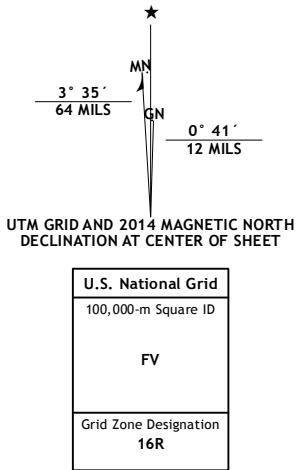 MN
3° 35´
64 MILS
GN
0° 41´
12 MILS
UTM GRID AND 2014 MAGNETIC NORTH
DECLINATION AT CENTER OF SHEET
U.S. National Grid
100,000-m Square ID
FV
Grid Zone Designation
16R